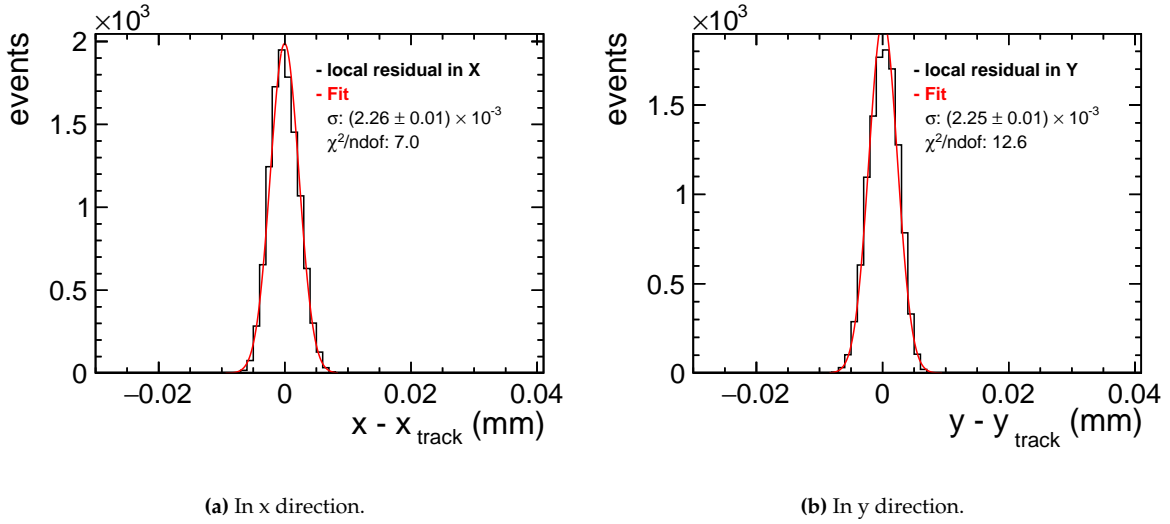 ×10³
events
2
1.5
1
0.5
0
- local residual in X
- Fit
σ: (2.26 ± 0.01) × 10⁻³
χ²/ndof: 7.0
−0.02 0 0.02 0.04
x - x_track (mm)
(a) In x direction.
×10³
events
1.5
1
0.5
0
- local residual in Y
- Fit
σ: (2.25 ± 0.01) × 10⁻³
χ²/ndof: 12.6
−0.02 0 0.02 0.04
y - y_track (mm)
(b) In y direction.